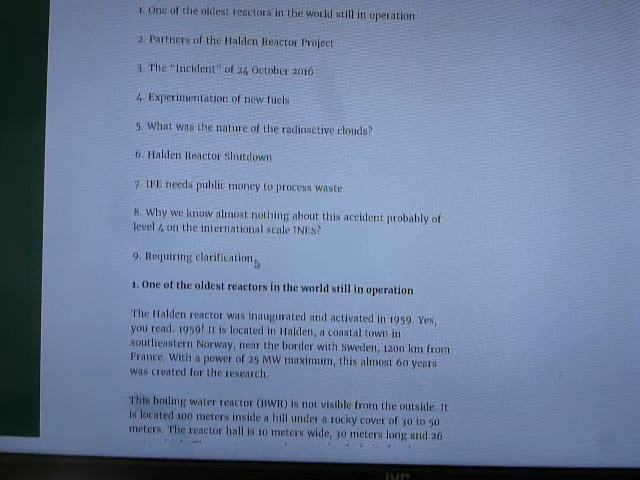 1. One of the oldest reactors in the world still in operation
2. Partners of the Halden Reactor Project
3. The "Incident" of 24 October 2016
4. Experimentation of new fuels
5. What was the nature of the radioactive clouds?
6. Halden Reactor Shutdown
7. IFE needs public money to process waste
8. Why we know almost nothing about this accident probably of
level 4 on the international scale INES?
9. Requiring clarification
1. One of the oldest reactors in the world still in operation
The Halden reactor was inaugurated and activated in 1959. Yes,
you read, 1959! It is located in Halden, a coastal town in
southeastern Norway, near the border with Sweden, 1200 km from
France. With a power of 25 MW maximum, this almost 60 years
was created for the research.
This boiling water reactor (BWR) is not visible from the outside. It
is located 100 meters inside a hill under a rocky cover of 30 to 50
meters. The reactor hall is 10 meters wide, 30 meters long and 26
JVC